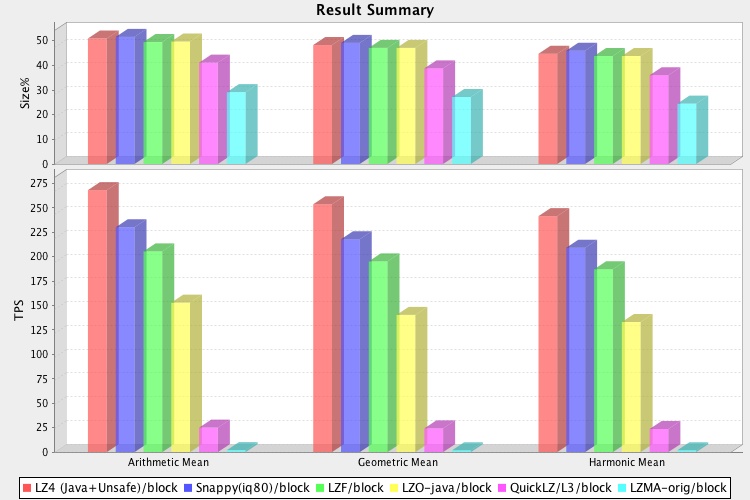 Result Summary
50
40
30
20
10
0
Size%
275
250
225
200
175
150
125
100
75
50
25
0
TPS
Arithmetic Mean
Geometric Mean
Harmonic Mean
LZ4 (Java+Unsafe)/block Snappy(iq80)/block LZF/block LZO-java/block QuickLZ/L3/block LZMA-orig/block